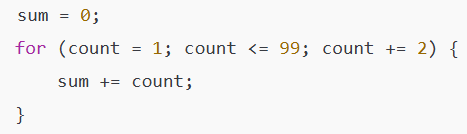 sum = 0;
for (count = 1; count <= 99; count += 2) {
    sum += count;
}